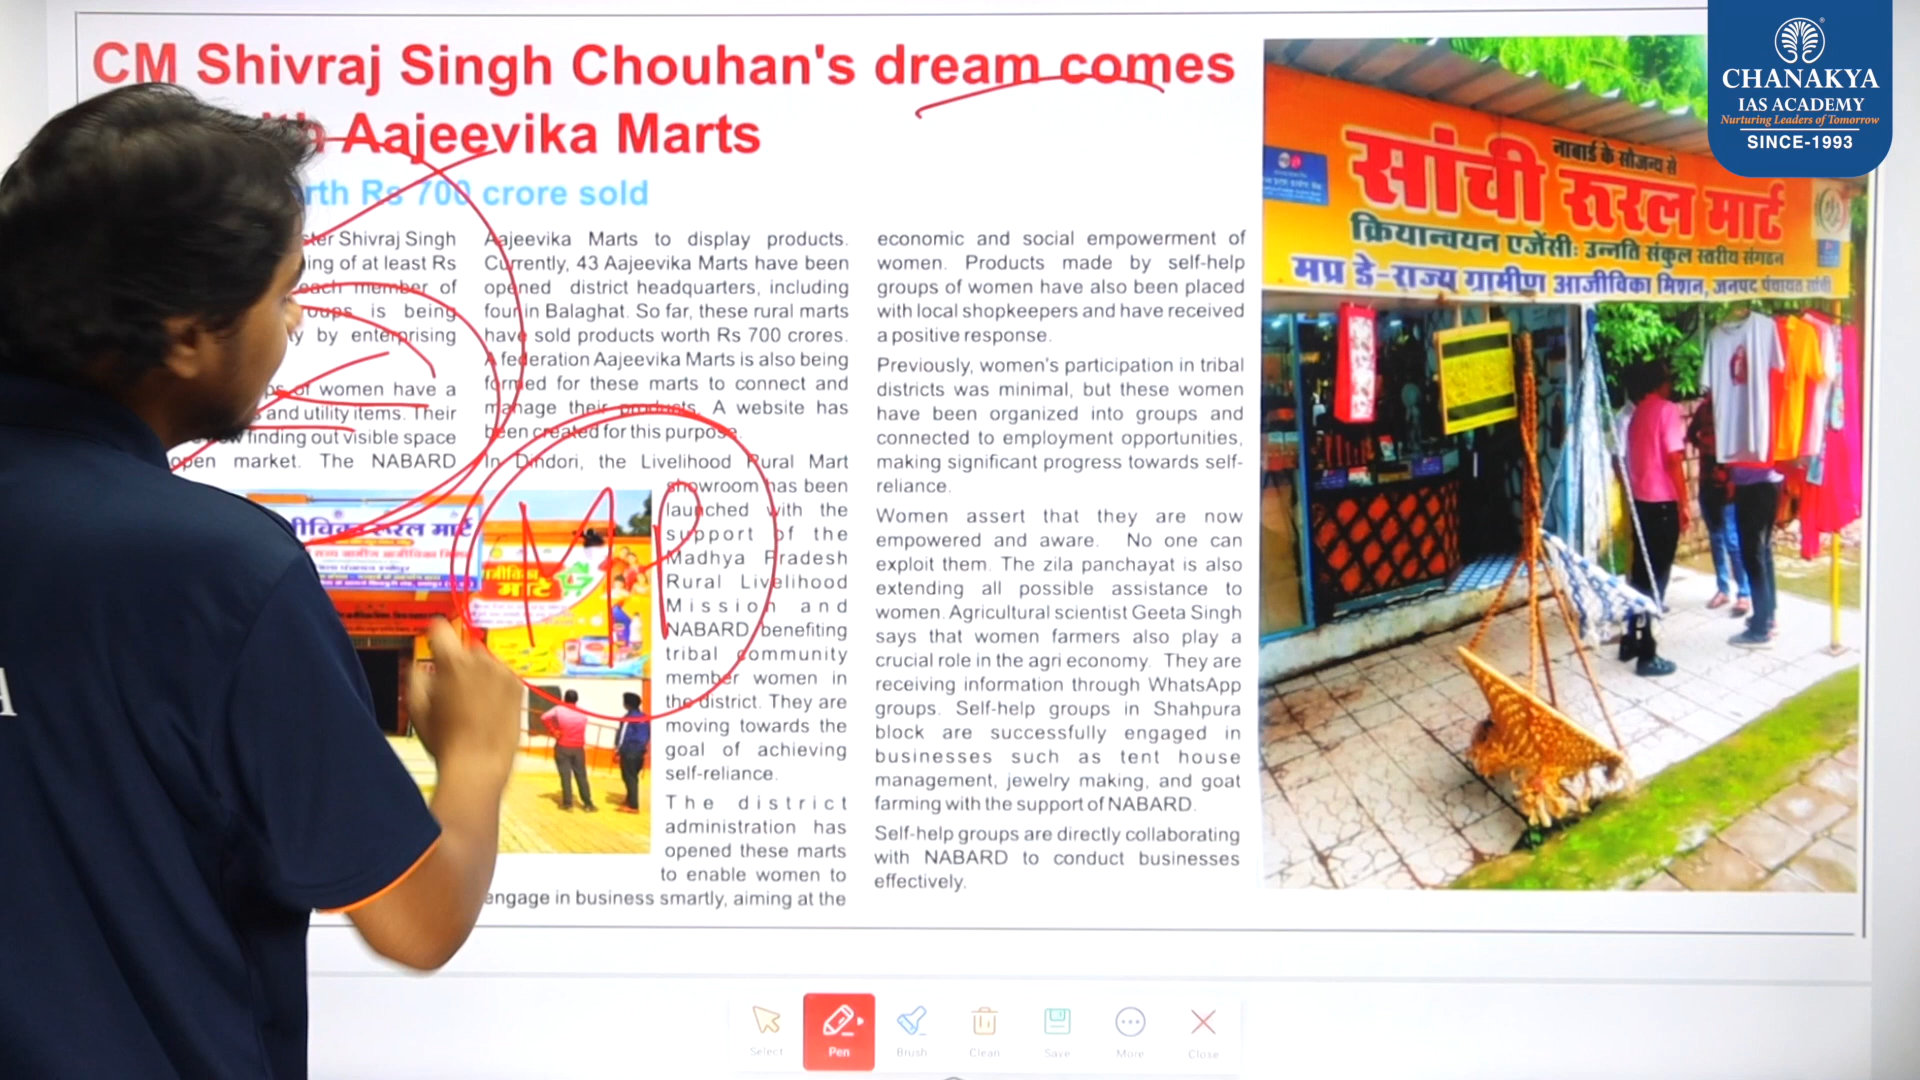 CM Shivraj Singh Chouhan's dream comes
Aajeevika Marts
Rs 700 crore sold
Shivraj Singh
of at least Rs
each member of
is being
by enterprising
of women have a
and utility items. Their
finding out visible space
open market. The NABARD
रूरल मार्ट
Aajeevika Marts to display products.
Currently, 43 Aajeevika Marts have been
opened district headquarters, including
four in Balaghat. So far, these rural marts
have sold products worth Rs 700 crores.
A federation Aajeevika Marts is also being
formed for these marts to connect and
manage their products. A website has
been created for this purpose.
In Dindori, the Livelihood Rural Mart
showroom has been
launched with the
support of the
Madhya Pradesh
Rural Livelihood
Mission and
NABARD benefiting
tribal community
member women in
the district. They are
moving towards the
goal of achieving
self-reliance.
The district
administration has
opened these marts
to enable women to
engage in business smartly, aiming at the
मार्ट
MP
economic and social empowerment of
women. Products made by self-help
groups of women have also been placed
with local shopkeepers and have received
a positive response.
Previously, women's participation in tribal
districts was minimal, but these women
have been organized into groups and
connected to employment opportunities,
making significant progress towards self-
reliance.
Women assert that they are now
empowered and aware. No one can
exploit them. The zila panchayat is also
extending all possible assistance to
women. Agricultural scientist Geeta Singh
says that women farmers also play a
crucial role in the agri economy. They are
receiving information through WhatsApp
groups. Self-help groups in Shahpura
block are successfully engaged in
businesses such as tent house
management, jewelry making, and goat
farming with the support of NABARD.
Self-help groups are directly collaborating
with NABARD to conduct businesses
effectively.
नाबार्ड के सौजन्य से
सांची रूरल मार्ट
क्रियान्वयन एजेंसी: उन्नति संकुल स्तरीय संगठन
मप्र डे-राज्य ग्रामीण आजीविका मिशन, जनपद पंचायत सांची
CHANAKYA
IAS ACADEMY
Nurturing Leaders of Tomorrow
SINCE-1993
Select
Pen
Brush
Clean
Save
More
Close